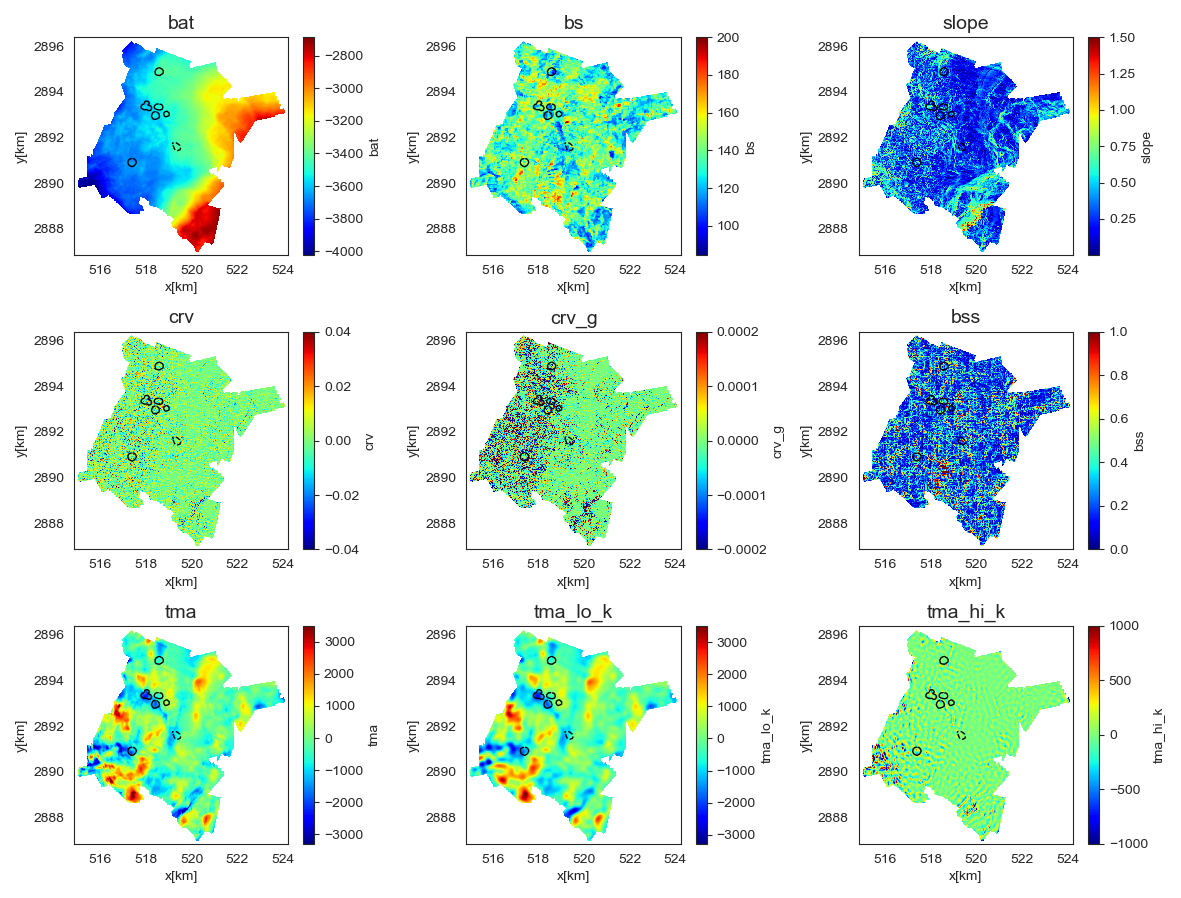 bat
2896
2894
2892
2890
2888
y[km]
516 518 520 522 524
x[km]
−2800
−3000
−3200
−3400
−3600
−3800
−4000
bat
bs
2896
2894
2892
2890
2888
y[km]
516 518 520 522 524
x[km]
200
180
160
140
120
100
bs
slope
2896
2894
2892
2890
2888
y[km]
516 518 520 522 524
x[km]
1.50
1.25
1.00
0.75
0.50
0.25
slope
crv
2896
2894
2892
2890
2888
y[km]
516 518 520 522 524
x[km]
0.04
0.02
0.00
−0.02
−0.04
crv
crv_g
2896
2894
2892
2890
2888
y[km]
516 518 520 522 524
x[km]
0.0002
0.0001
0.0000
−0.0001
−0.0002
crv_g
bss
2896
2894
2892
2890
2888
y[km]
516 518 520 522 524
x[km]
1.0
0.8
0.6
0.4
0.2
0.0
bss
tma
2896
2894
2892
2890
2888
y[km]
516 518 520 522 524
x[km]
3000
2000
1000
0
−1000
−2000
−3000
tma
tma_lo_k
2896
2894
2892
2890
2888
y[km]
516 518 520 522 524
x[km]
3000
2000
1000
0
−1000
−2000
−3000
tma_lo_k
tma_hi_k
2896
2894
2892
2890
2888
y[km]
516 518 520 522 524
x[km]
1000
500
0
−500
−1000
tma_hi_k